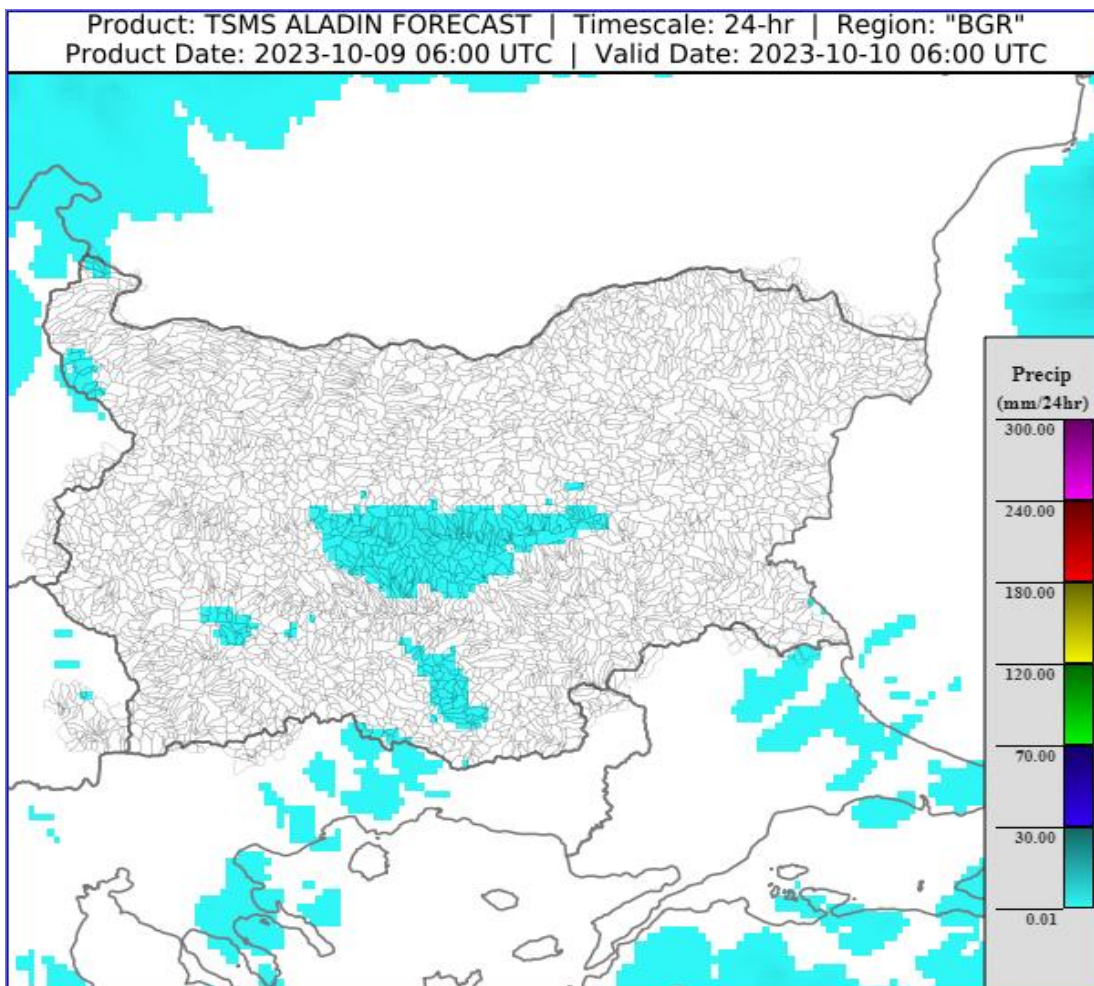 Product: TSMS ALADIN FORECAST | Timescale: 24-hr | Region: "BGR"
Product Date: 2023-10-09 06:00 UTC | Valid Date: 2023-10-10 06:00 UTC
Precip
(mm/24hr)
300.00
240.00
180.00
120.00
70.00
30.00
0.01